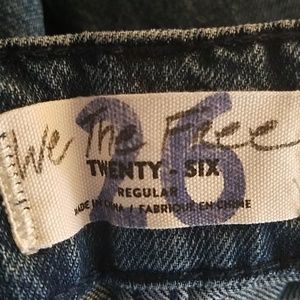 We The Free
26
TWENTY - SIX
REGULAR
MADE IN CHINA / FABRIQUÉ EN CHINE